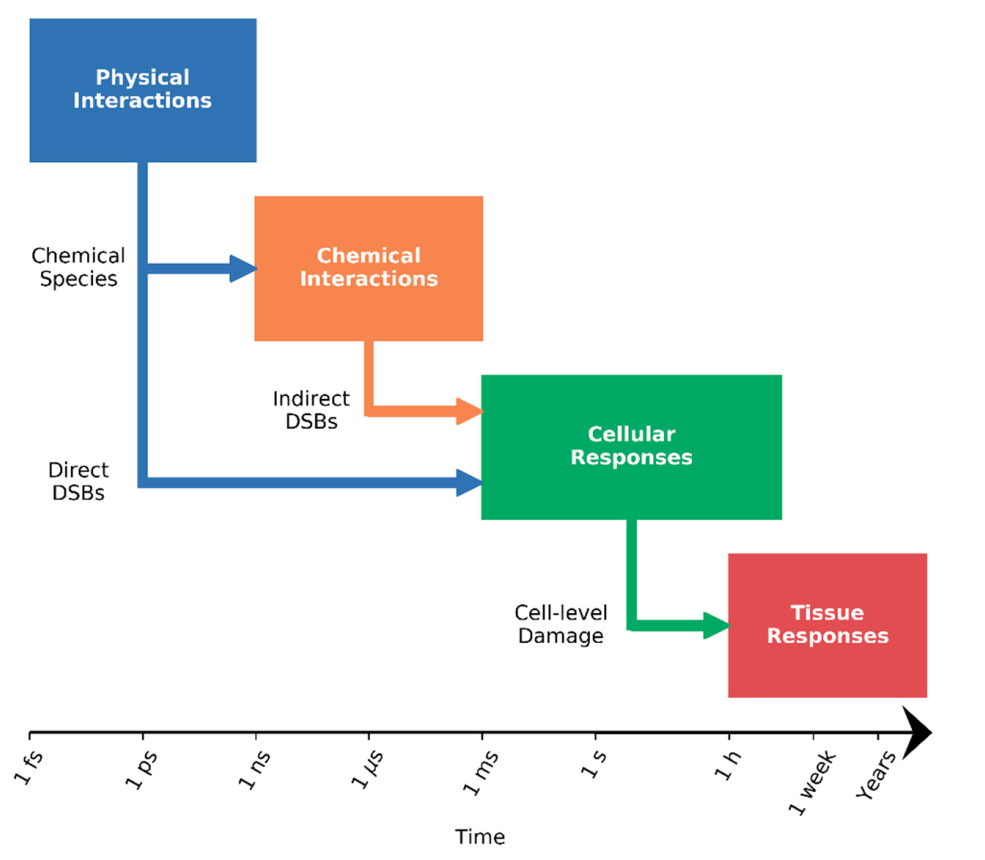 Physical
Interactions
Chemical
Species
Chemical
Interactions
Indirect
DSBs
Cellular
Responses
Direct
DSBs
Cell-level
Damage
Tissue
Responses
1 fs
1 ps
1 ns
1 μs
1 ms
1 s
1 h
1 week
Years
Time